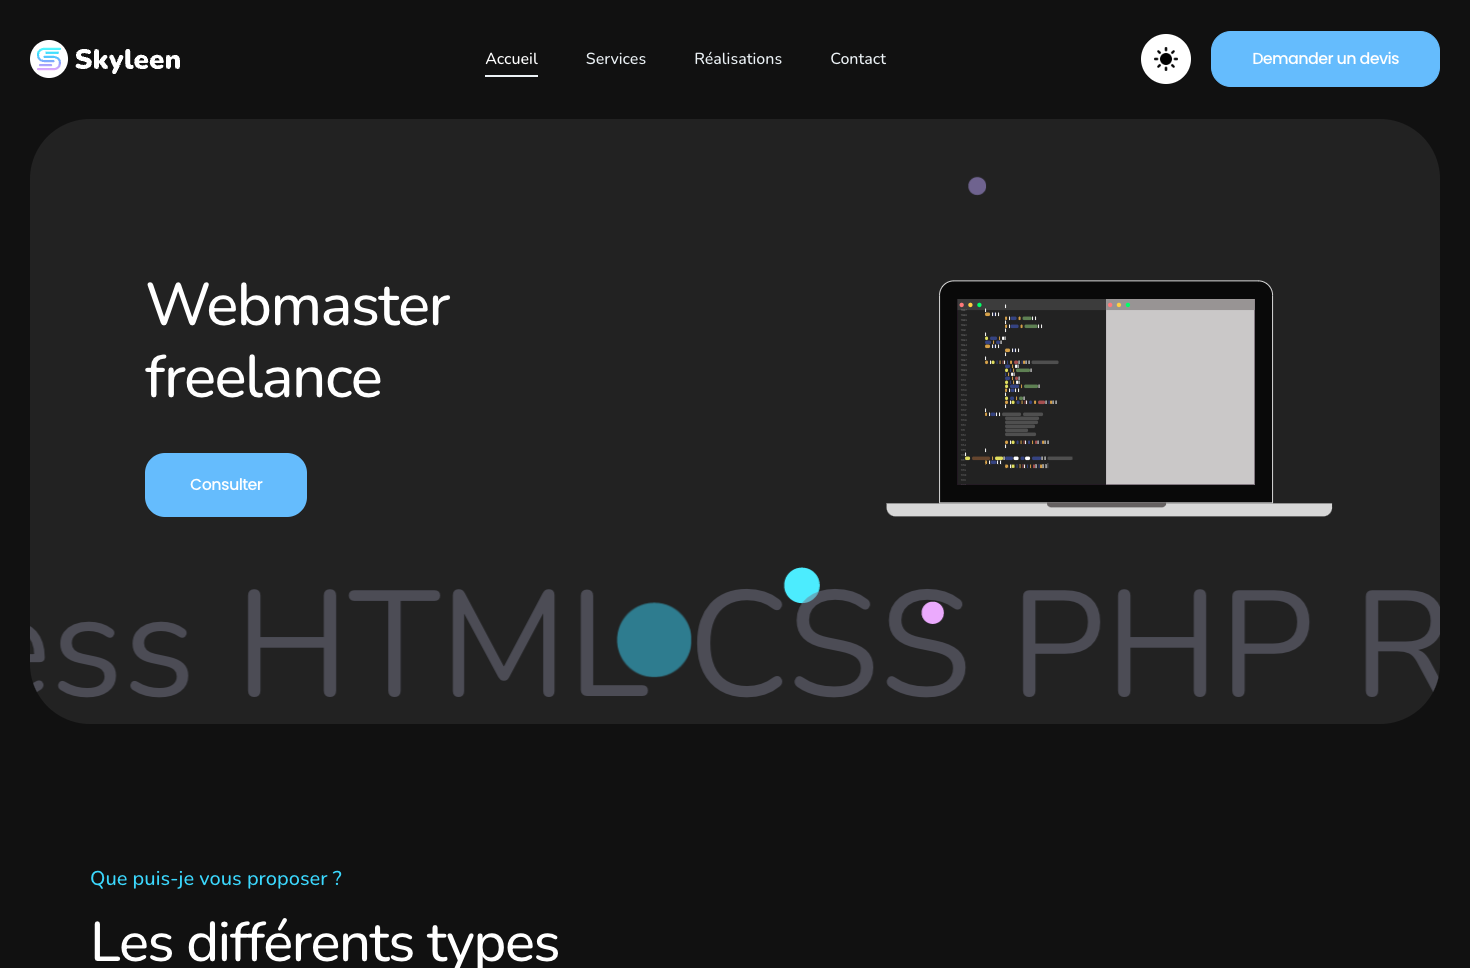 Skyleen
Accueil
Services
Réalisations
Contact
Demander un devis
Webmaster
freelance
Consulter
ess HTML CSS PHP R
Que puis-je vous proposer ?
Les différents types